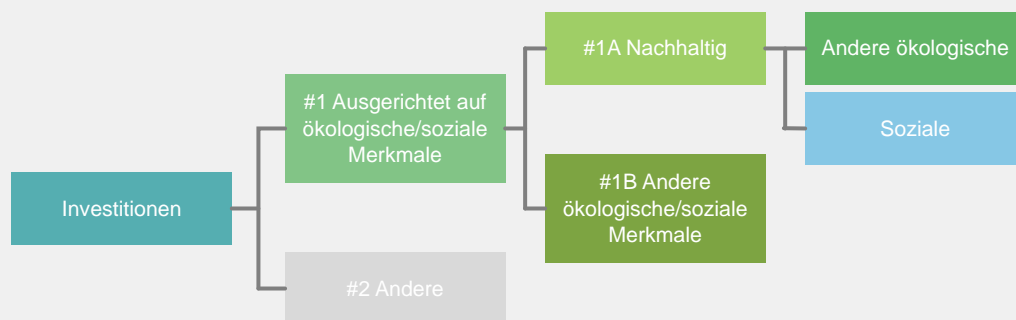 Investitionen
#1 Ausgerichtet auf
ökologische/soziale
Merkmale
#2 Andere
#1A Nachhaltig
#1B Andere
ökologische/soziale
Merkmale
Andere ökologische
Soziale